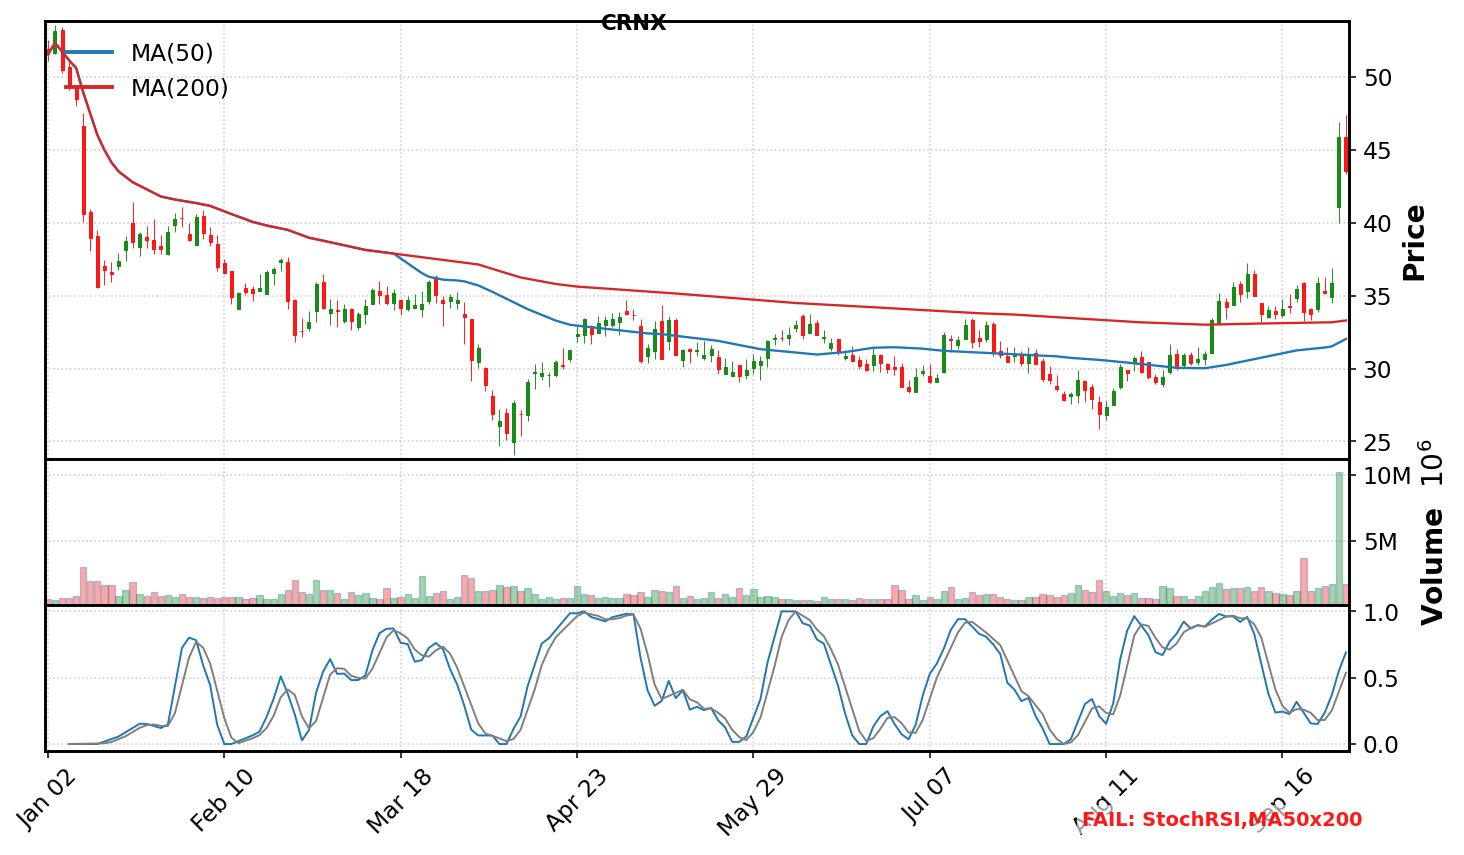 CRNX
MA(50)
MA(200)
50
45
40
35
30
25
Price
10M
5M
Volume 10^6
1.0
0.5
0.0
Jan 02
Feb 10
Mar 18
Apr 23
May 29
Jul 07
Aug 11
Sep 16
FAIL: StochRSI,MA50x200